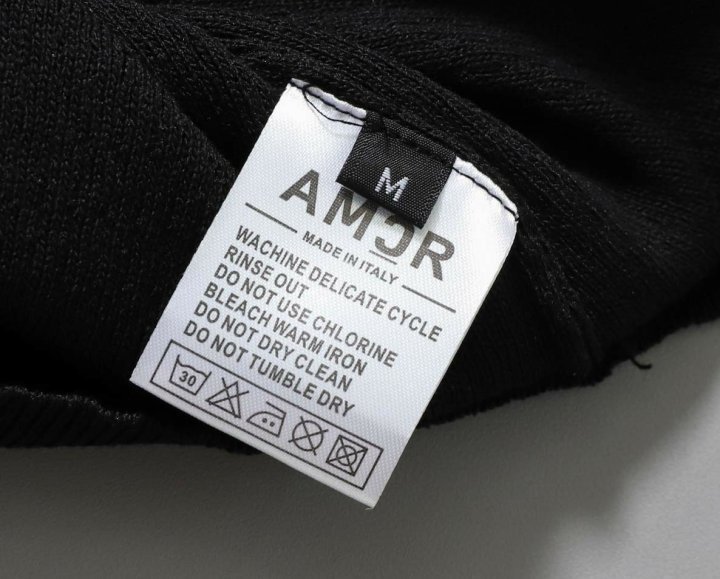 M
AMIR
MADE IN ITALY
WACHINE DELICATE CYCLE
RINSE OUT
DO NOT USE CHLORINE
BLEACH WARM IRON
DO NOT DRY CLEAN
DO NOT TUMBLE DRY
30